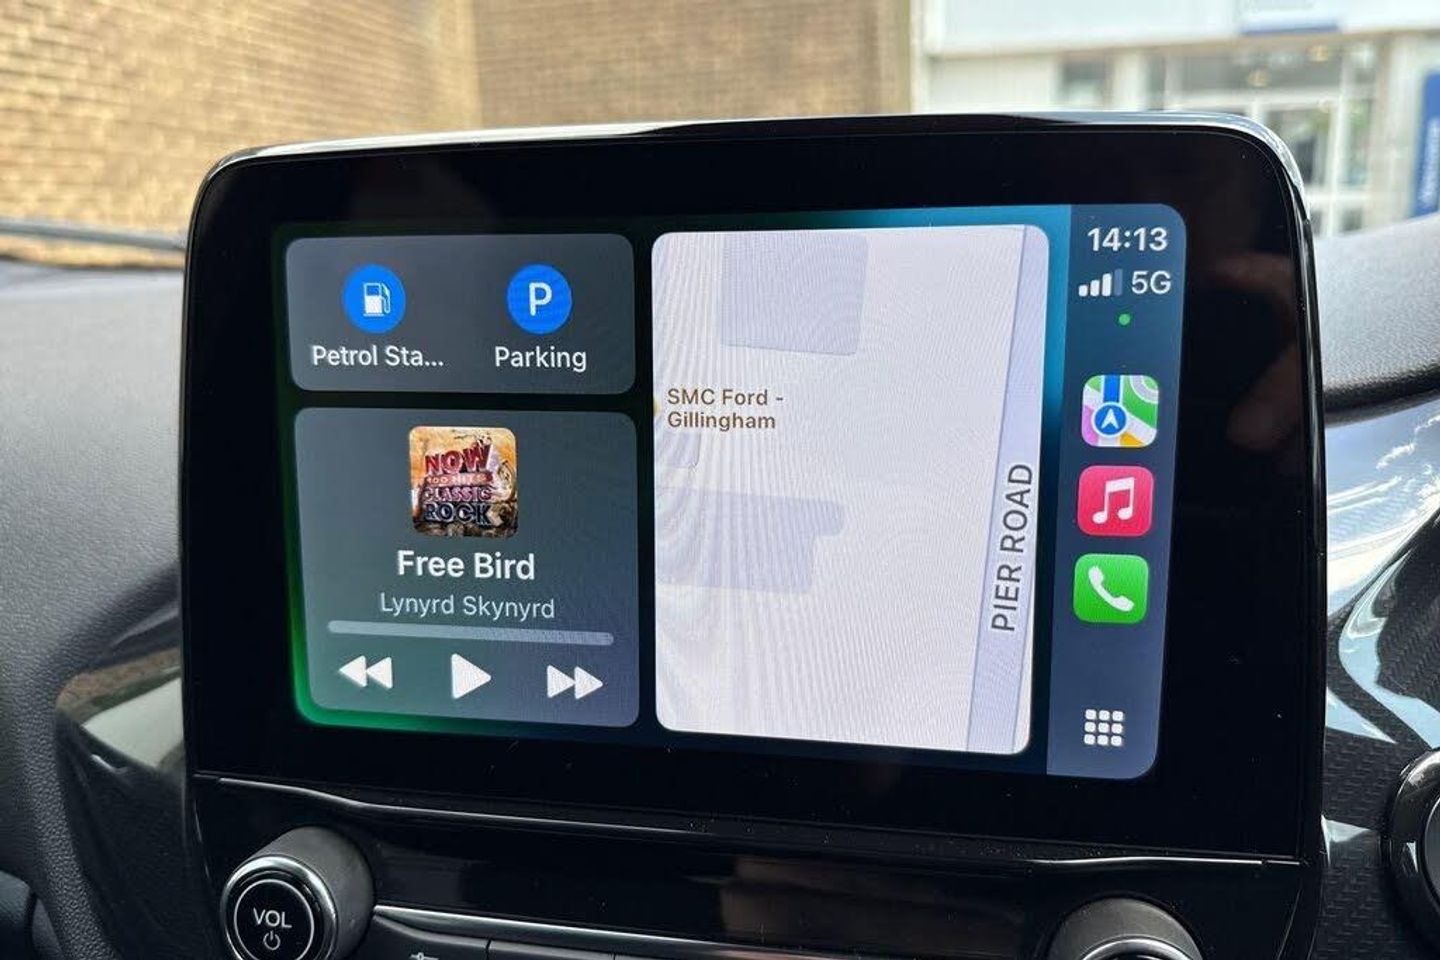 Petrol Sta...
P
Parking
NOW
CLASSIC
ROCK
Free Bird
Lynyrd Skynyrd
SMC Ford -
Gillingham
PIER ROAD
14:13
5G
VOL